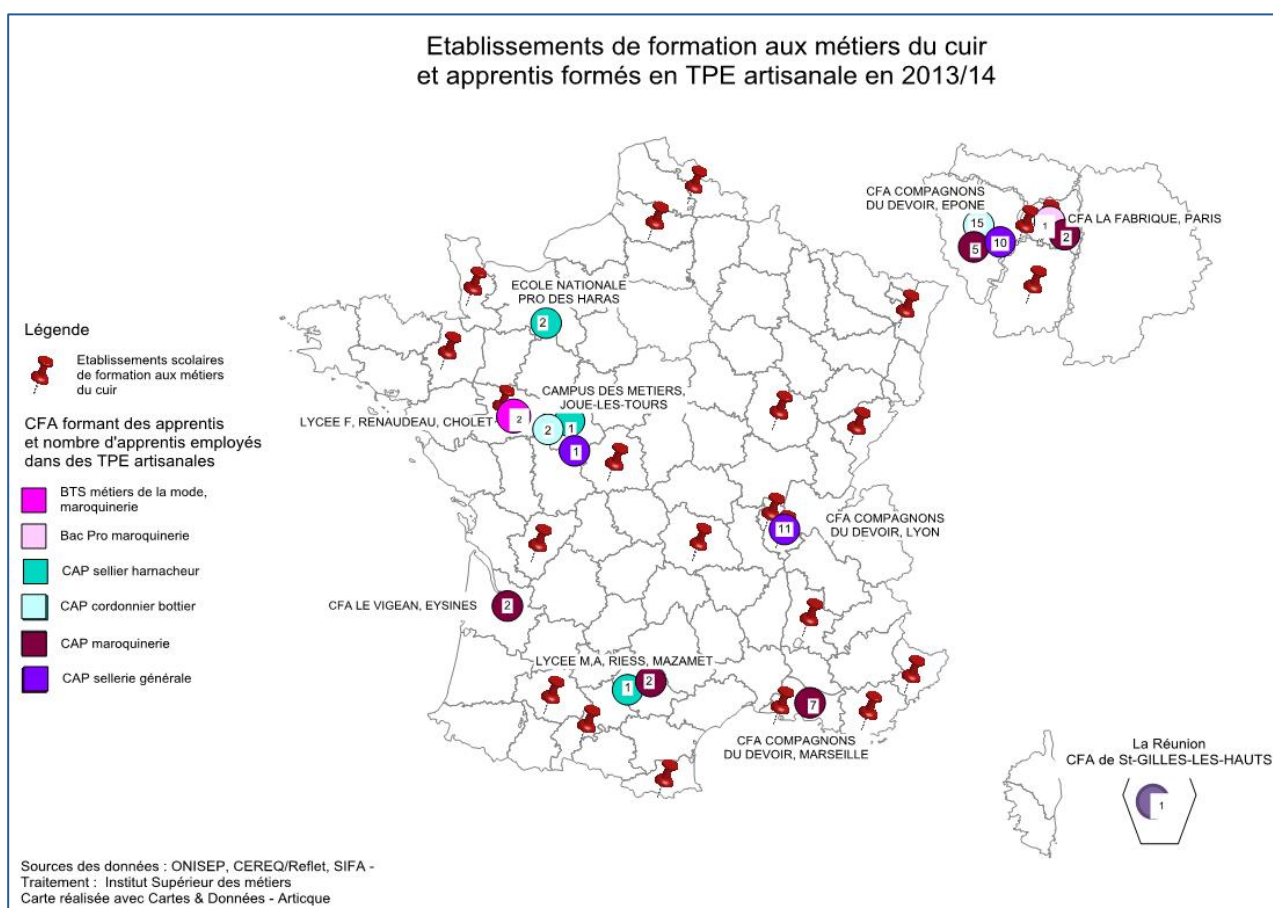 Etablissements de formation aux métiers du cuir
et apprentis formés en TPE artisanale en 2013/14
CFA COMPAGNONS
DU DEVOIR, EPONE
15
5
10
CFA LA FABRIQUE, PARIS
1
2
ECOLE NATIONALE
PRO DES HARAS
2
Légende
Etablissements scolaires
de formation aux métiers
du cuir
CFA formant des apprentis
et nombre d'apprentis employés
dans des TPE artisanales
BTS métiers de la mode,
maroquinerie
Bac Pro maroquinerie
CAP sellier harnacheur
CAP cordonnier bottier
CAP maroquinerie
CAP sellerie générale
CAMPUS DES METIERS,
JOUE-LES-TOURS
LYCEE F, RENAUDEAU, CHOLET
2
2
1
1
CFA COMPAGNONS
DU DEVOIR, LYON
11
CFA LE VIGEAN, EYSINES
2
LYCEE M,A, RIESS, MAZAMET
1
2
7
CFA COMPAGNONS
DU DEVOIR, MARSEILLE
La Réunion
CFA de St-GILLES-LES-HAUTS
1
Sources des données : ONISEP, CEREQ/Reflet, SIFA -
Traitement : Institut Supérieur des métiers
Carte réalisée avec Cartes & Données - Articque